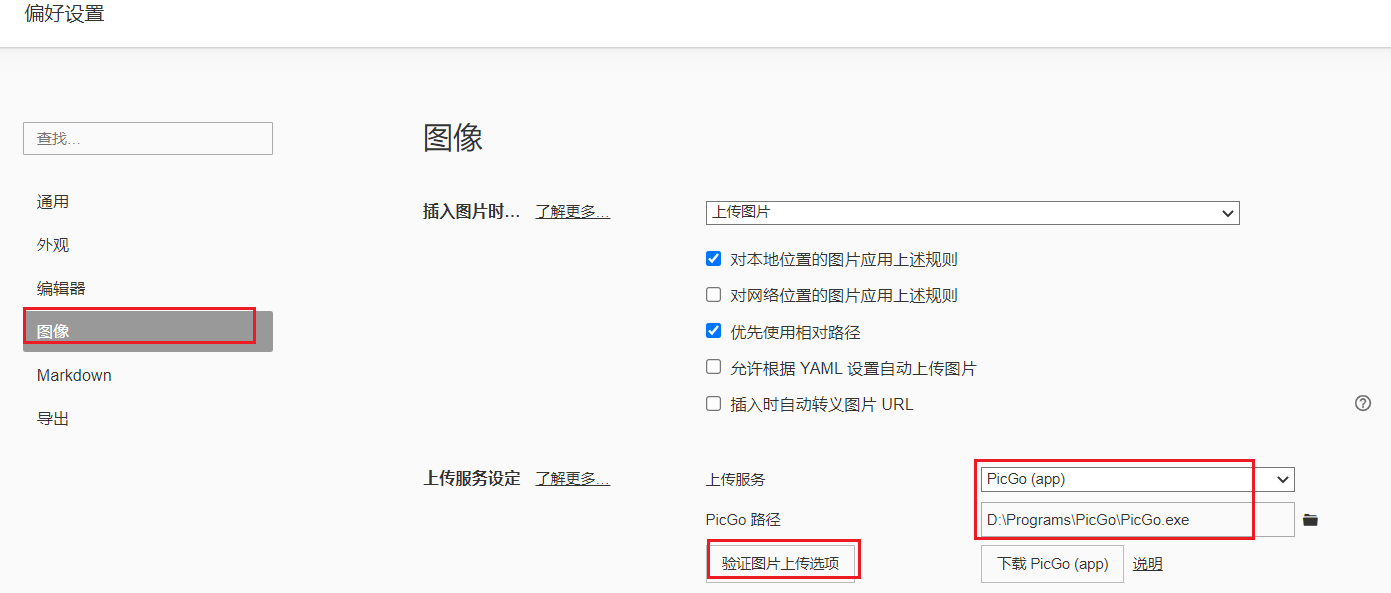 偏好设置
查找...
通用
外观
编辑器
图像
Markdown
导出
图像
插入图片时... 了解更多... 上传图片
对本地位置的图片应用上述规则
对网络位置的图片应用上述规则
优先使用相对路径
允许根据 YAML 设置自动上传图片
插入时自动转义图片 URL
上传服务设定 了解更多... 上传服务 PicGo (app)
PicGo 路径 D:\Programs\PicGo\PicGo.exe
验证图片上传选项 下载 PicGo (app) 说明